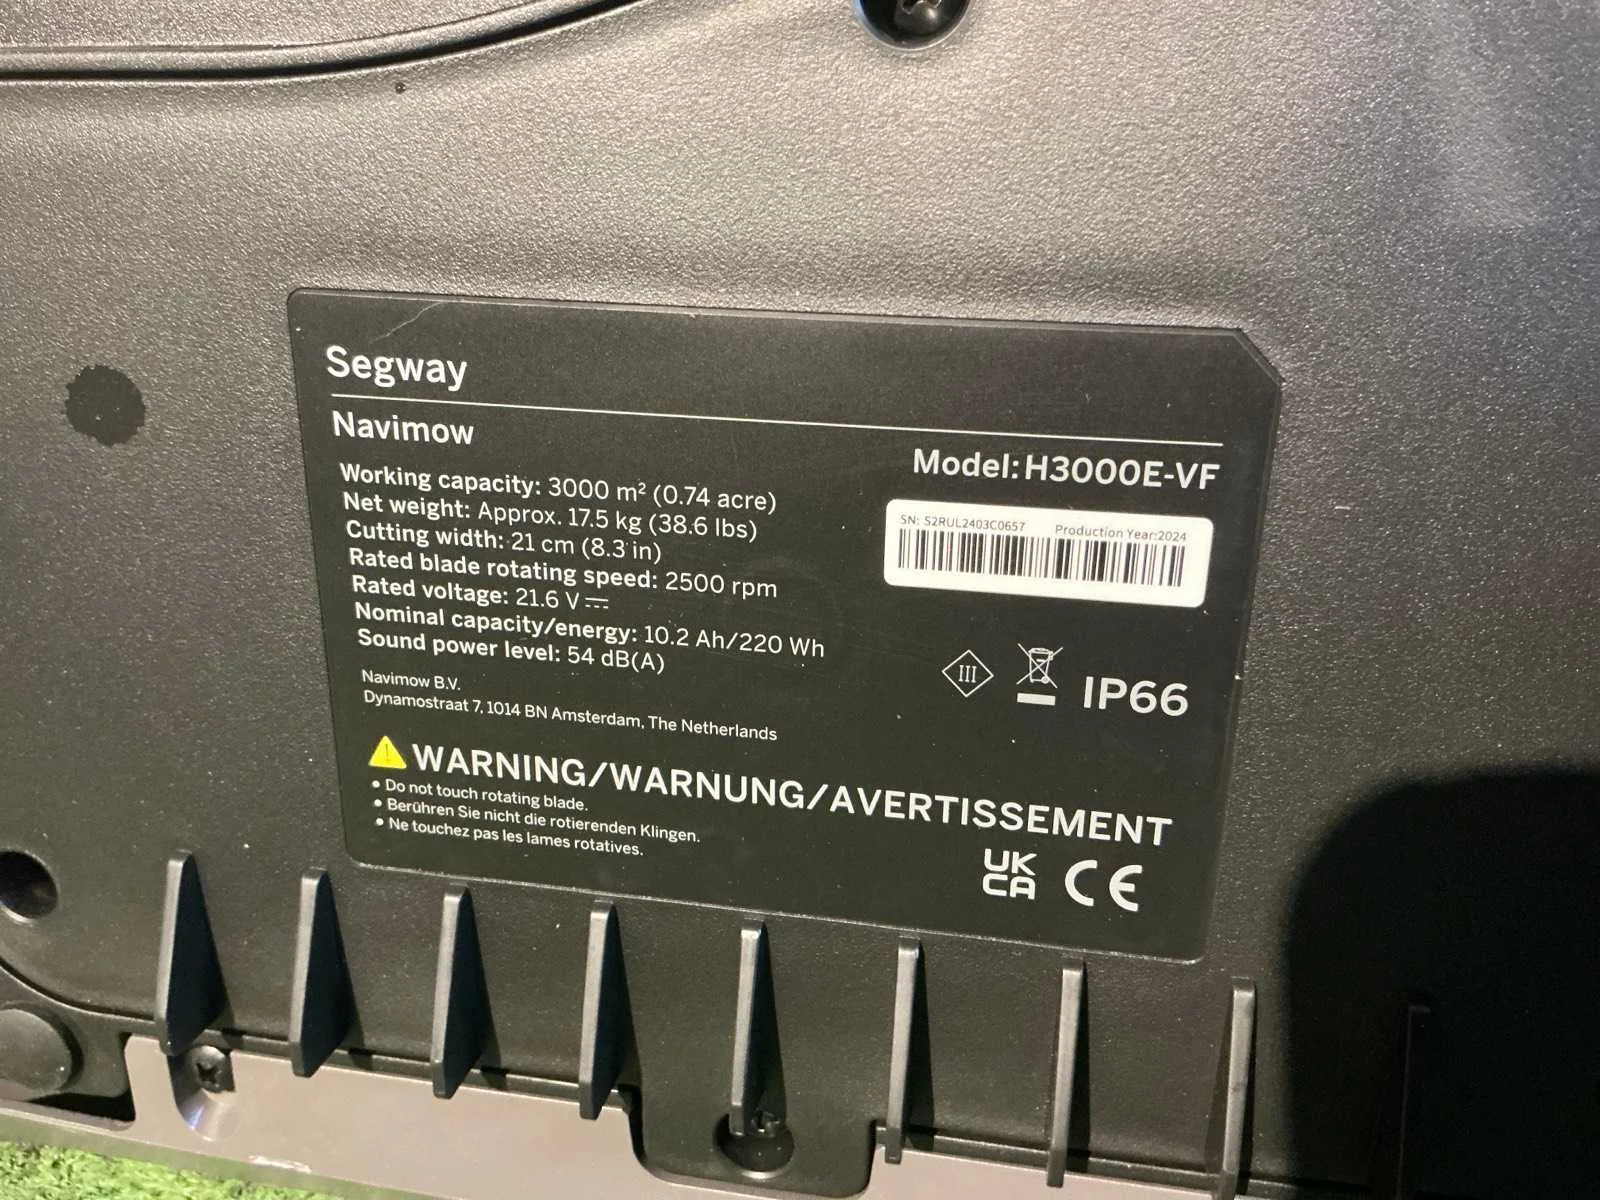 Segway
Navimow
Model: H3000E-VF
Working capacity: 3000 m² (0.74 acre)
Net weight: Approx. 17.5 kg (38.6 lbs)
Cutting width: 21 cm (8.3 in)
Rated blade rotating speed: 2500 rpm
Rated voltage: 21.6 V ⎓
Nominal capacity/energy: 10.2 Ah/220 Wh
Sound power level: 54 dB(A)
SN: S2RUL2403C0657 Production Year:2024
III IP66
Navimow B.V.
Dynamostraat 7, 1014 BN Amsterdam, The Netherlands
WARNING/WARNUNG/AVERTISSEMENT
• Do not touch rotating blade.
• Berühren Sie nicht die rotierenden Klingen.
• Ne touchez pas les lames rotatives.
UK
CA CE